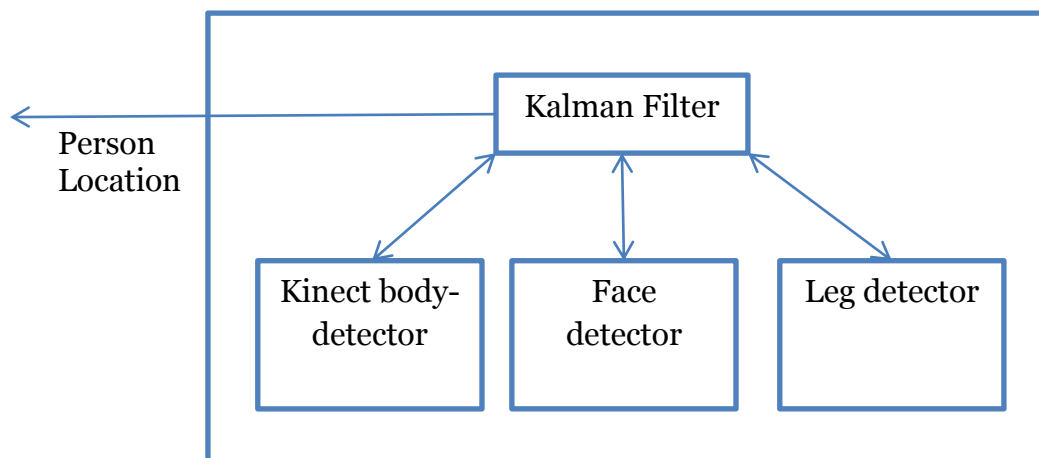 Kalman Filter
Person
Location
Kinect body-
detector
Face
detector
Leg detector